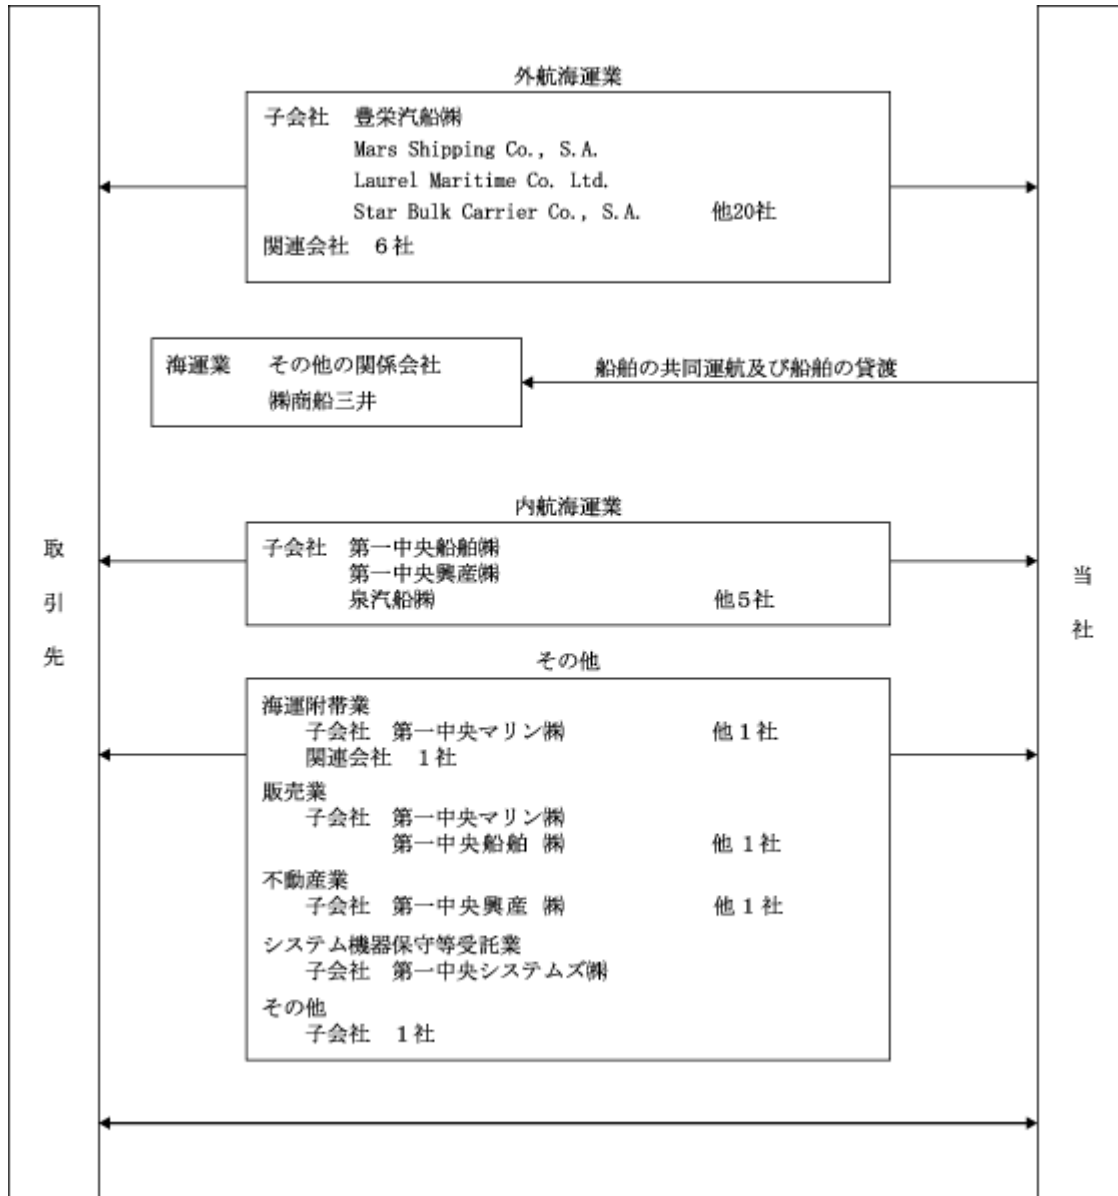 外航海運業
子会社 豊栄汽船㈱
Mars Shipping Co., S.A.
Laurel Maritime Co. Ltd.
Star Bulk Carrier Co., S.A. 他20社
関連会社 6社
海運業 その他の関係会社
㈱商船三井
船舶の共同運航及び船舶の貸渡
内航海運業
子会社 第一中央船舶㈱
第一中央興産㈱
泉汽船㈱ 他5社
取引先
当社
その他
海運附帯業
子会社 第一中央マリン㈱ 他1社
関連会社 1社
販売業
子会社 第一中央マリン㈱
第一中央船舶 ㈱ 他1社
不動産業
子会社 第一中央興産 ㈱ 他1社
システム機器保守等受託業
子会社 第一中央システムズ㈱
その他
子会社 1社